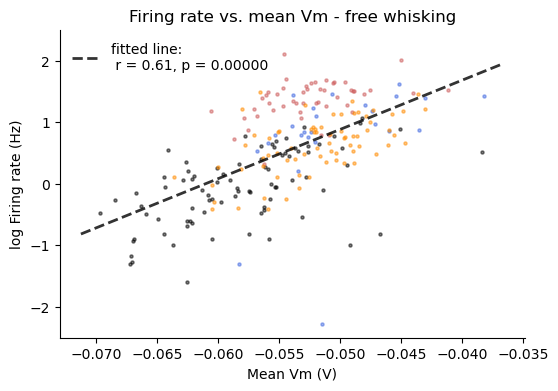 Firing rate vs. mean Vm - free whisking
fitted line:
r = 0.61, p = 0.00000
log Firing rate (Hz)
2
1
0
−1
−2
−0.070 −0.065 −0.060 −0.055 −0.050 −0.045 −0.040 −0.035
Mean Vm (V)